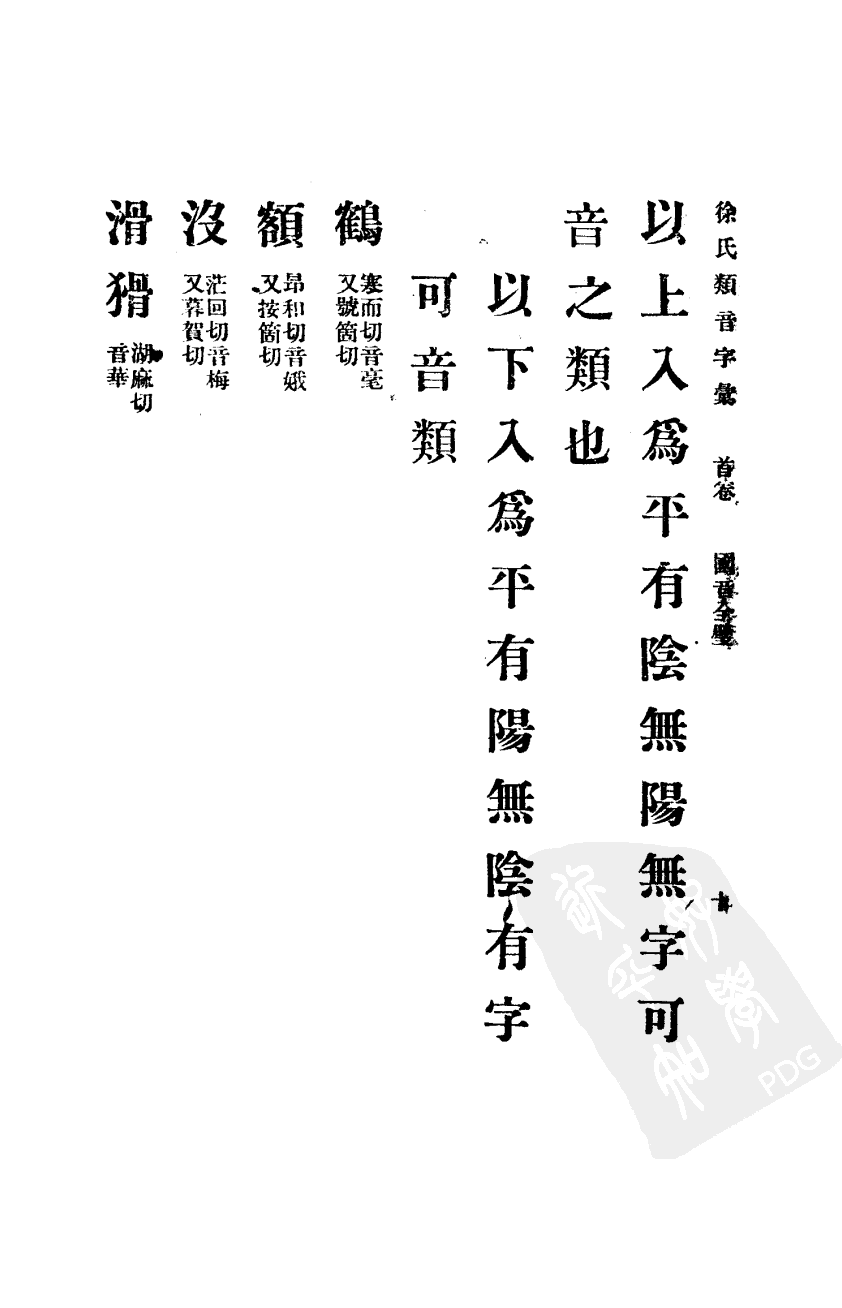 徐氏類音字彙 首卷 國音入聲
以上入爲平有陰無陽無字可
音之類也
以下入爲平有陽無陰有字
可音類
鶴 寒而切音毫
又號箇切
額 昂和切音娥
又按箇切
沒 茫回切音梅
又暮賀切
滑猾 湖麻切
音華
PDG